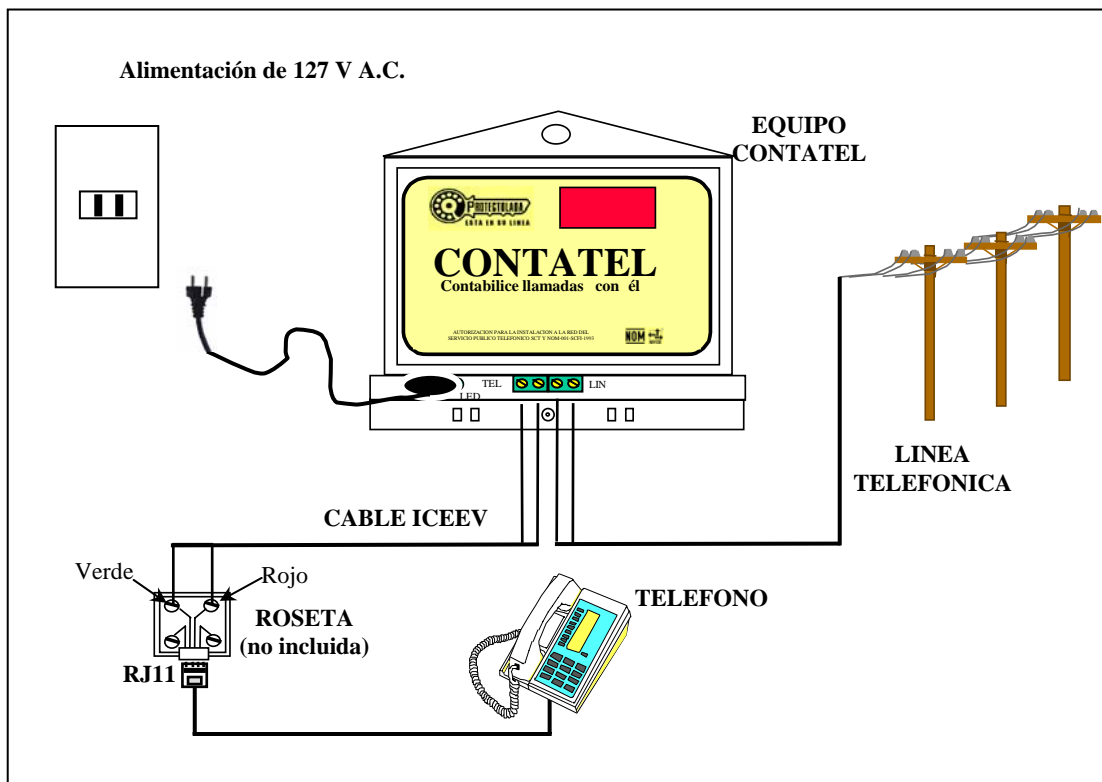 Alimentación de 127 V A.C.
EQUIPO
CONTATEL
PROTECTOLADA
ESTA EN SU LINEA
CONTATEL
Contabilice llamadas con él
AUTORIZACION PARA LA INSTALACION A LA RED DEL
SERVICIO PUBLICO TELEFONICO SCT Y NOM-001-SCFI-1993
NOM
TEL
LIN
LED
LINEA
TELEFONICA
CABLE ICEEV
Verde
Rojo
ROSETA
(no incluida)
RJ11
TELEFONO